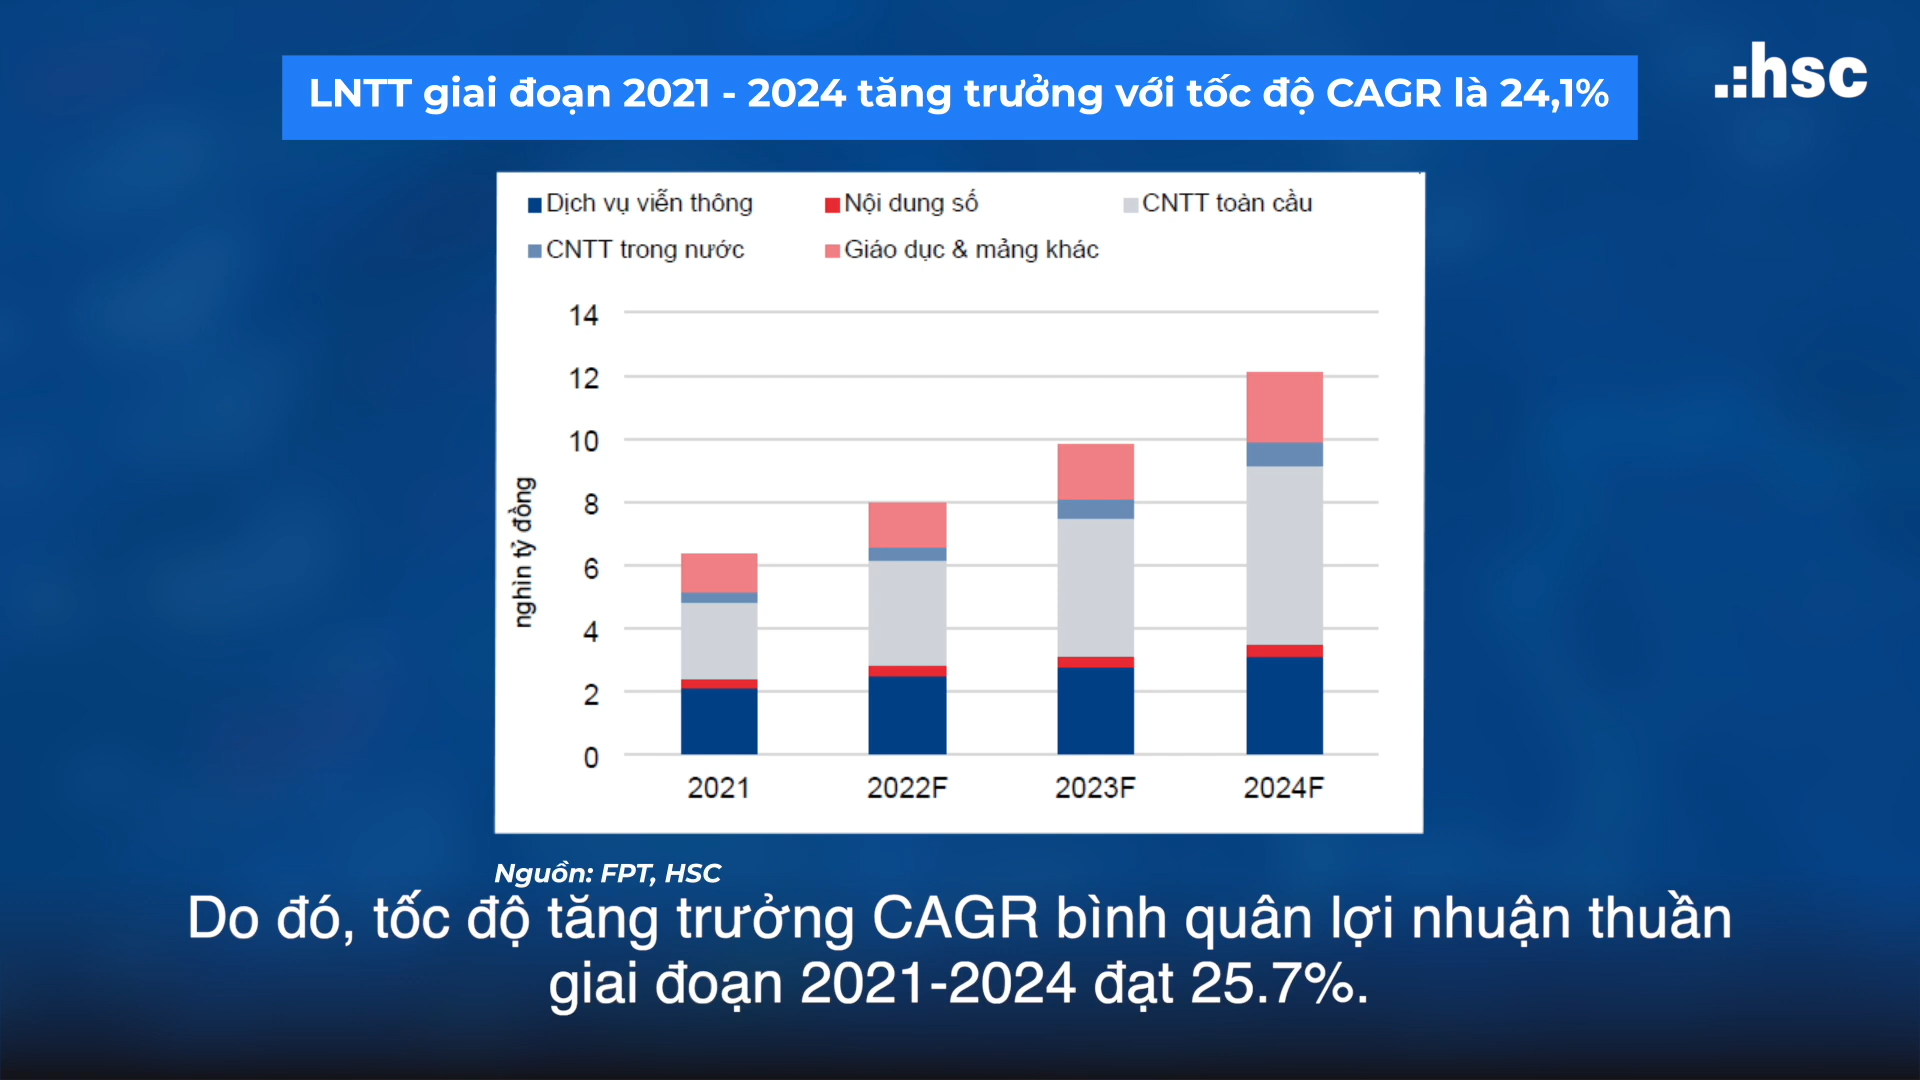 LNTT giai đoạn 2021 - 2024 tăng trưởng với tốc độ CAGR là 24,1%
.:hsc
Dịch vụ viễn thông
Nội dung số
CNTT toàn cầu
CNTT trong nước
Giáo dục & mảng khác
nghìn tỷ đồng
14
12
10
8
6
4
2
0
2021
2022F
2023F
2024F
Nguồn: FPT, HSC
Do đó, tốc độ tăng trưởng CAGR bình quân lợi nhuận thuần
giai đoạn 2021-2024 đạt 25.7%.